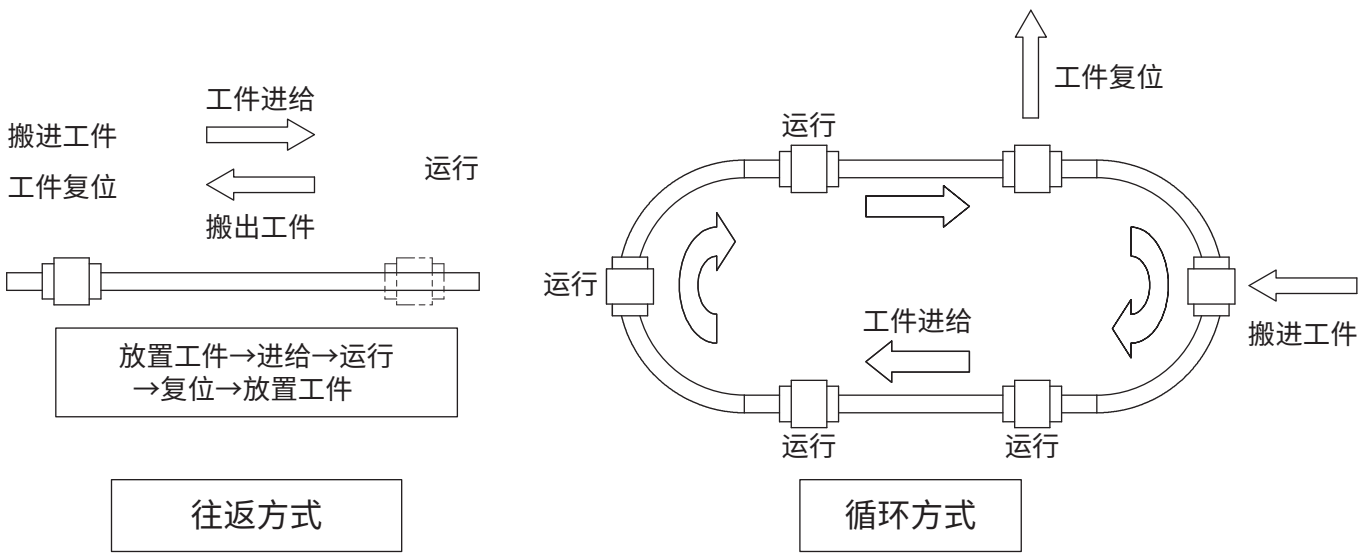 工件进给
搬进工件
运行
工件复位
搬出工件
放置工件→进给→运行
→复位→放置工件
往返方式
工件复位
运行
运行
工件进给
搬进工件
运行
运行
循环方式